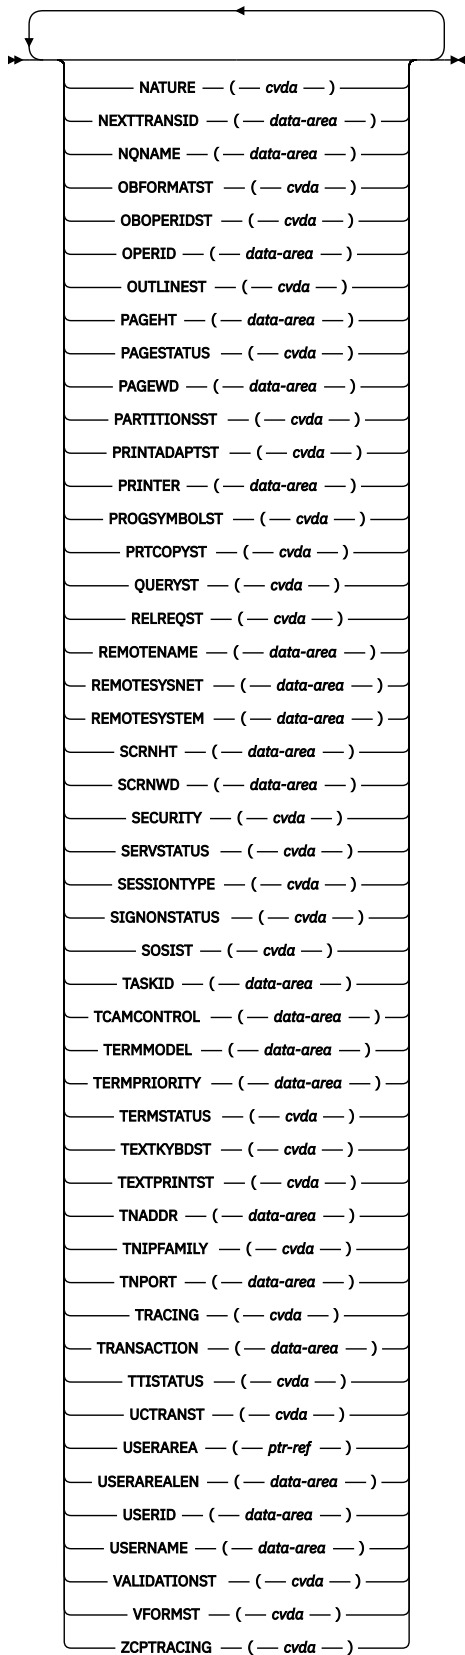 NATURE ( cvda )
NEXTTRANSID ( data-area )
NQNAME ( data-area )
OBFORMATST ( cvda )
OBOPERIDST ( cvda )
OPERID ( data-area )
OUTLINEST ( cvda )
PAGEHT ( data-area )
PAGESTATUS ( cvda )
PAGEWD ( data-area )
PARTITIONSST ( cvda )
PRINTADAPTST ( cvda )
PRINTER ( data-area )
PROGSYMBOLST ( cvda )
PRTCOPYST ( cvda )
QUERYST ( cvda )
RELREQST ( cvda )
REMOTENAME ( data-area )
REMOTESYSNET ( data-area )
REMOTESYSTEM ( data-area )
SCRNHT ( data-area )
SCRNWD ( data-area )
SECURITY ( cvda )
SERVSTATUS ( cvda )
SESSIONTYPE ( cvda )
SIGNONSTATUS ( cvda )
SOSIST ( cvda )
TASKID ( data-area )
TCAMCONTROL ( data-area )
TERMMODEL ( data-area )
TERMPRIORITY ( data-area )
TERMSTATUS ( cvda )
TEXTKYBDST ( cvda )
TEXTPRINTST ( cvda )
TNADDR ( data-area )
TNIPFAMILY ( cvda )
TNPORT ( data-area )
TRACING ( cvda )
TRANSACTION ( data-area )
TTISTATUS ( cvda )
UCTRANST ( cvda )
USERAREA ( ptr-ref )
USERAREALEN ( data-area )
USERID ( data-area )
USERNAME ( data-area )
VALIDATIONST ( cvda )
VFORMST ( cvda )
ZCPTRACING ( cvda )